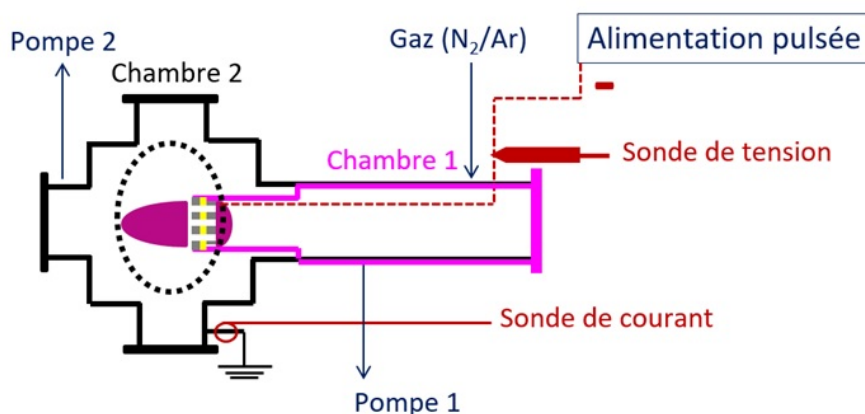 Pompe 2
Gaz (N₂/Ar)
Alimentation pulsée
Chambre 2
Chambre 1
Sonde de tension
Sonde de courant
Pompe 1